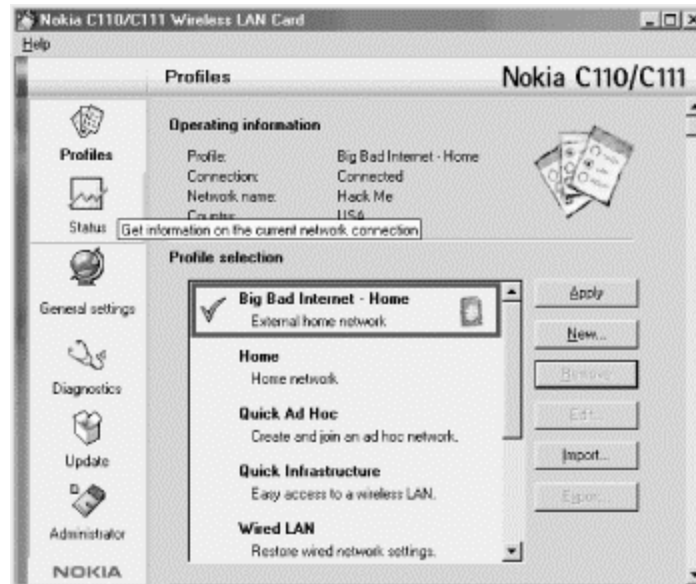 Nokia C110/C111 Wireless LAN Card
Help
Profiles
Nokia C110/C111
Profiles
Status
General settings
Diagnostics
Update
Administrator
NOKIA
Operating information
Profile: Big Bad Internet - Home
Connection: Connected
Network name: Hack Me
Country: USA
Get information on the current network connection
Profile selection
Big Bad Internet - Home
External home network
Home
Home network
Quick Ad Hoc
Create and join an ad hoc network.
Quick Infrastructure
Easy access to a wireless LAN.
Wired LAN
Restore wired network settings.
Apply
New...
Remove
Edit...
Import...
Export...